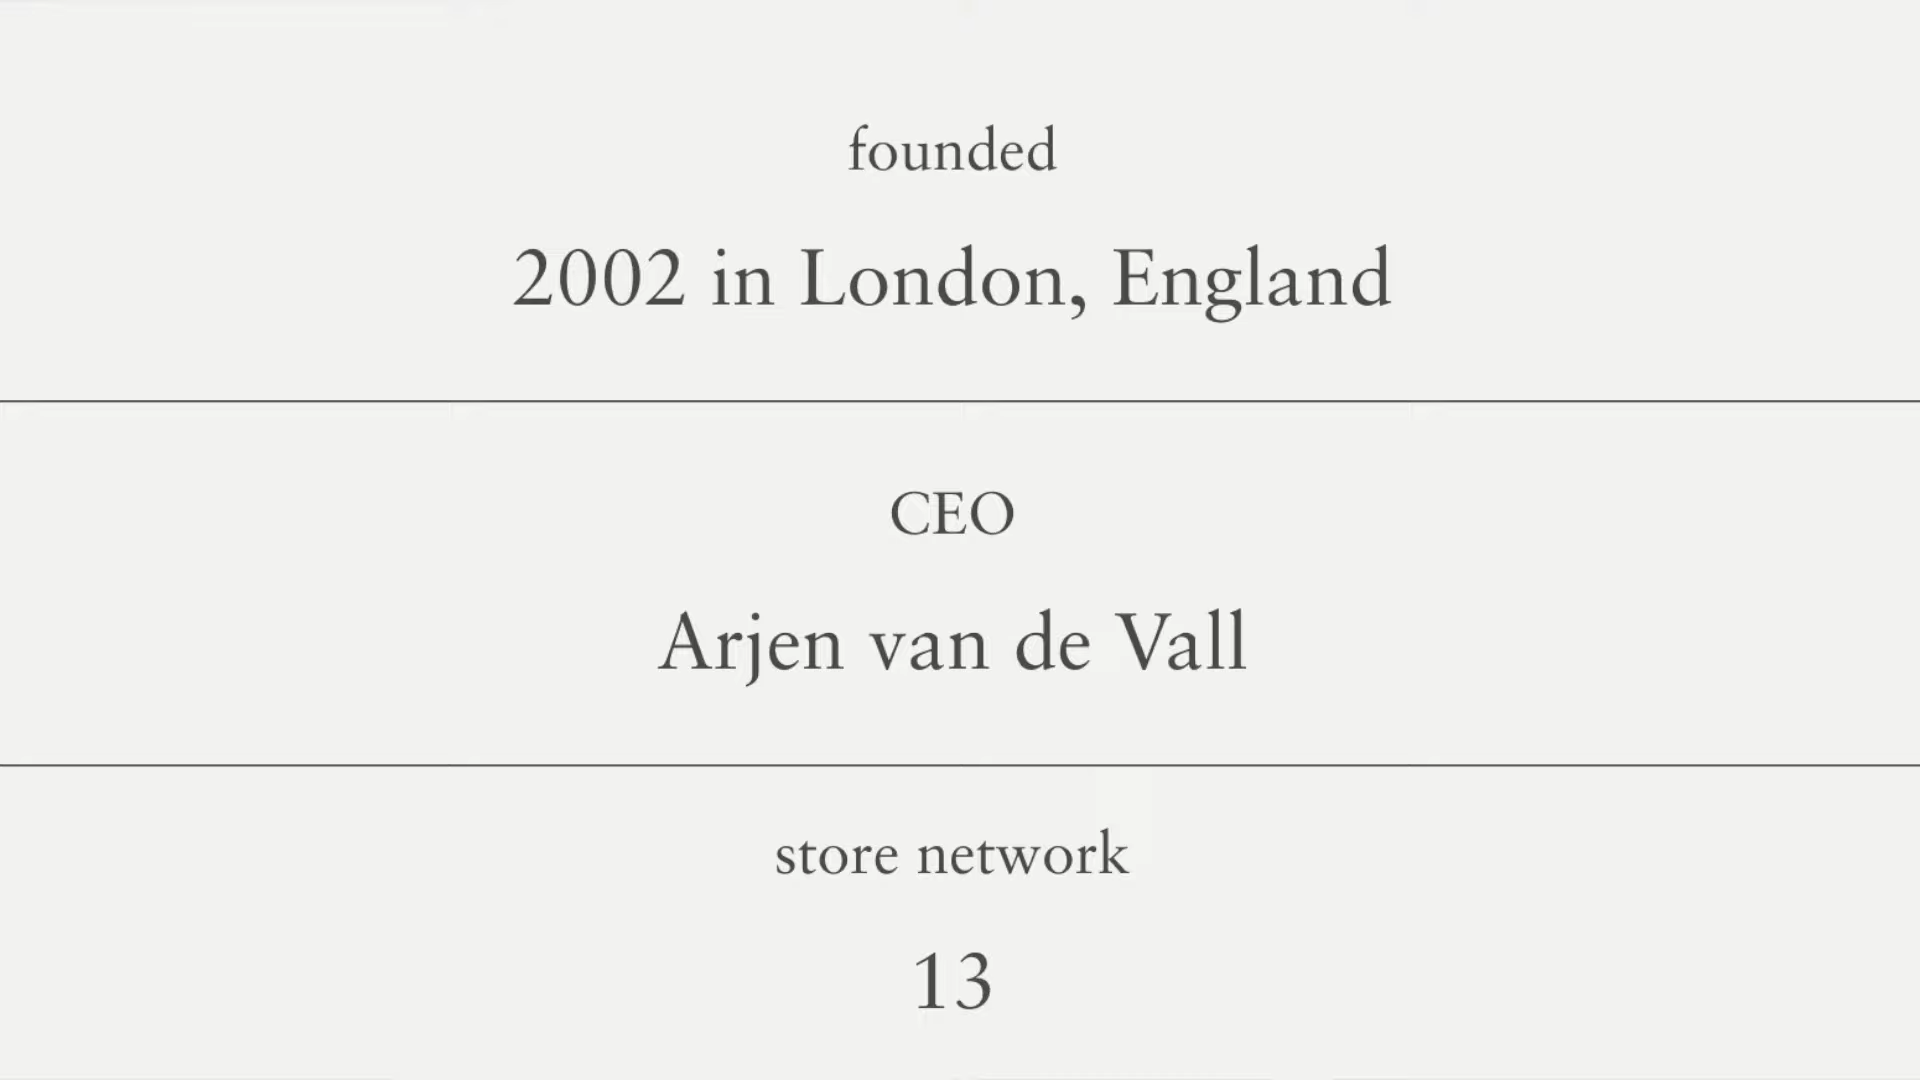 founded
2002 in London, England
CEO
Arjen van de Vall
store network
13